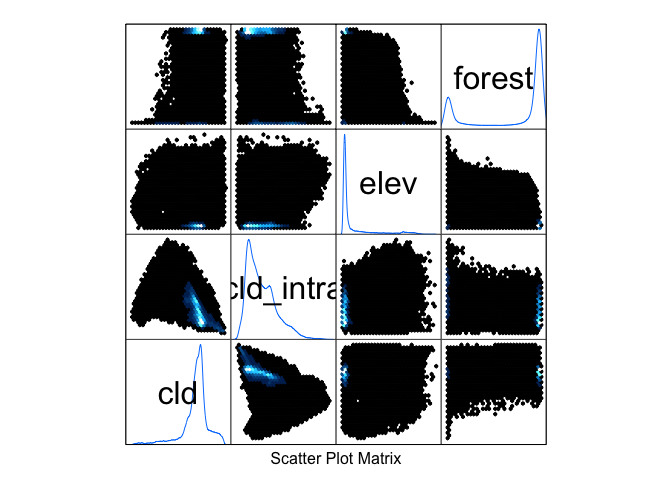 forest
elev
cld_intra
cld
Scatter Plot Matrix